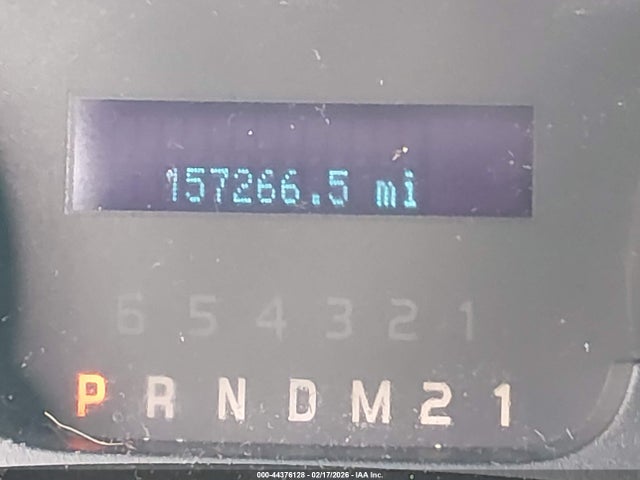 157266.5 mi
6 5 4 3 2 1
P R N D M 2 1
000-44376128 - 02/17/2026 - IAA Inc.